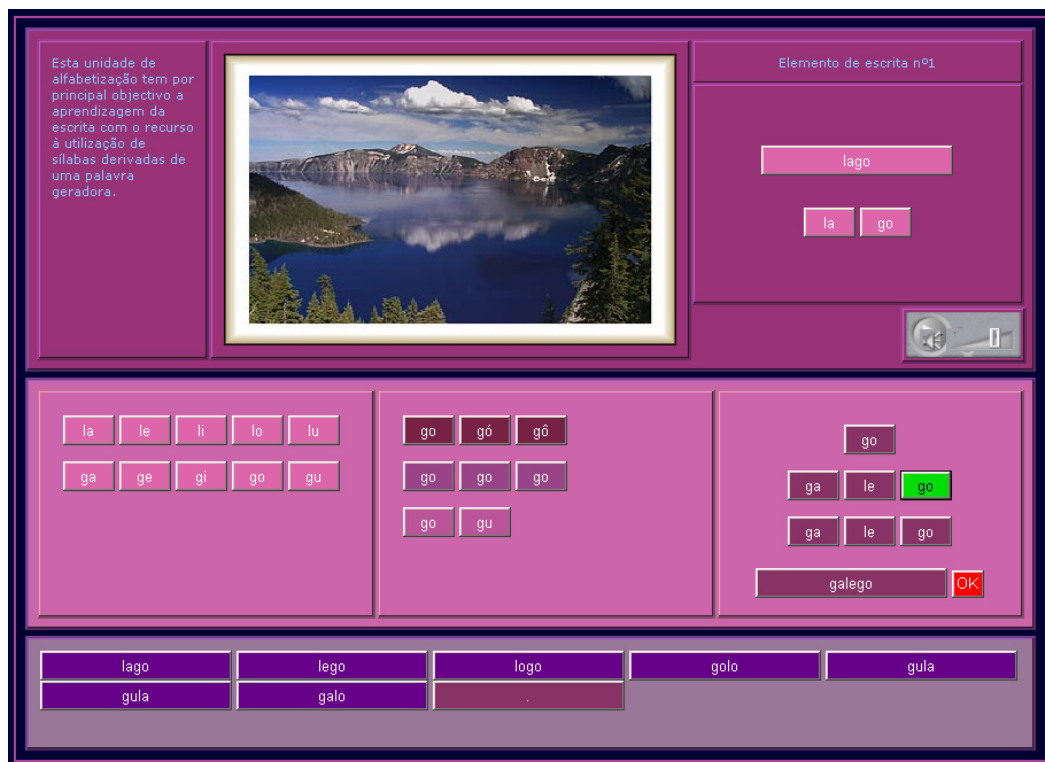 Esta unidade de
alfabetização tem por
principal objectivo a
aprendizagem da
escrita com o recurso
à utilização de
sílabas derivadas de
uma palavra
geradora.
Elemento de escrita nº1
lago
la go
la le li lo lu
ga ge gi go gu
go gó gô
go go go
go gu
go
ga le go
ga le go
galego OK
lago lego logo golo gula
gula galo .